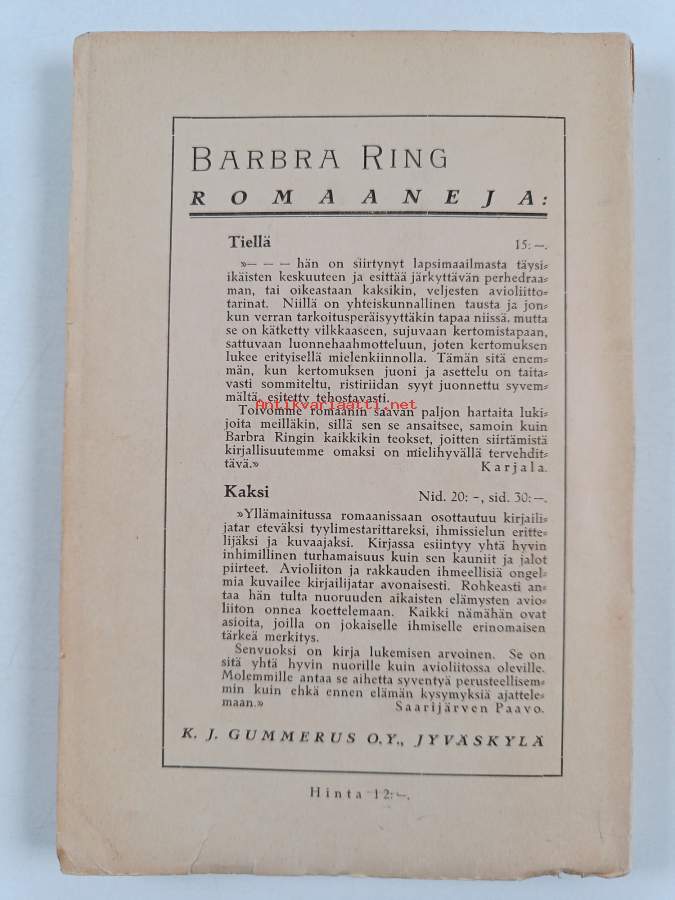 BARBRA RING
ROMAANEJA:
Tiellä 15:—.
»— — — hän on siirtynyt lapsimaailmasta täysi-
ikäisten keskuuteen ja esittää järkyttävän perhedraa-
man, tai oikeastaan kaksikin, veljesten avioliitto-
tarinat. Niillä on yhteiskunnallinen tausta ja jon-
kun verran tarkoitusperäisyyttäkin tapaa niissä. mutta
se on kätketty vilkkaaseen, sujuvaan kertomistapaan,
sattuvaan luonnehaahmotteluun, joten kertomuksen
lukee erityisellä mielenkiinnolla. Tämän sitä enem-
män, kun kertomuksen juoni ja asettelu on taita-
vasti sommiteltu, ristiriidan syyt juonnettu syvem-
mältä, esitetty tehostavasti.
Antikvariaatti.net
Toivomme romaanin saavan paljon hartaita luki-
joita meilläkin, sillä sen se ansaitsee, samoin kuin
Barbra Ringin kaikkikin teokset, joitten siirtämistä
kirjallisuutemme omaksi on mielihyvällä tervehdit-
tävä.» Karjala.
Kaksi Nid. 20: -, sid. 30:—.
»Yllämainitussa romaanissaan osottautuu kirjaili-
jatar eteväksi tyylimestarittareksi, ihmissielun eritte-
lijäksi ja kuvaajaksi. Kirjassa esiintyy yhtä hyvin
inhimillinen turhamaisuus kuin sen kauniit ja jalot
piirteet. Avioliiton ja rakkauden ihmeellisiä ongel-
mia kuvailee kirjailijatar avonaisesti. Rohkeasti an-
taa hän tulta nuoruuden aikaisten elämysten avio-
liiton onnea koettelemaan. Kaikki nämähän ovat
asioita, joilla on jokaiselle ihmiselle erinomaisen
tärkeä merkitys.
Senvuoksi on kirja lukemisen arvoinen. Se on
sitä yhtä hyvin nuorille kuin avioliitossa oleville.
Molemmille antaa se aihetta syventyä perusteellisem-
min kuin ehkä ennen elämän kysymyksiä ajattele-
maan.» Saarijärven Paavo.
K. J. GUMMERUS O.Y., JYVÄSKYLÄ
Hinta 12:—.